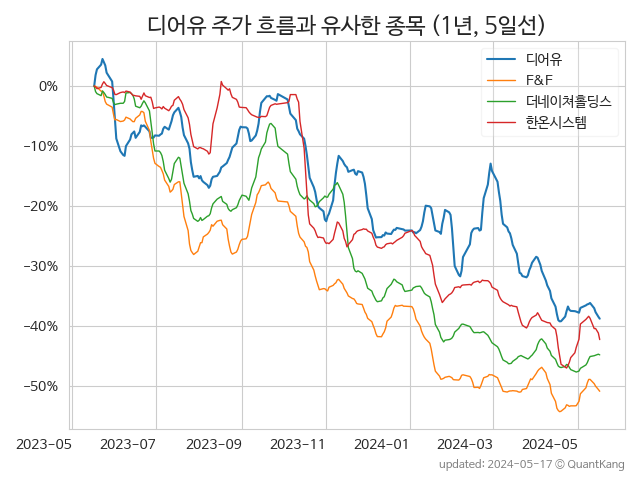 디어유 주가 흐름과 유사한 종목 (1년, 5일선)
디어유
F&F
더네이쳐홀딩스
한온시스템
0%
−10%
−20%
−30%
−40%
−50%
2023-05
2023-07
2023-09
2023-11
2024-01
2024-03
2024-05
updated: 2024-05-17 © QuantKang